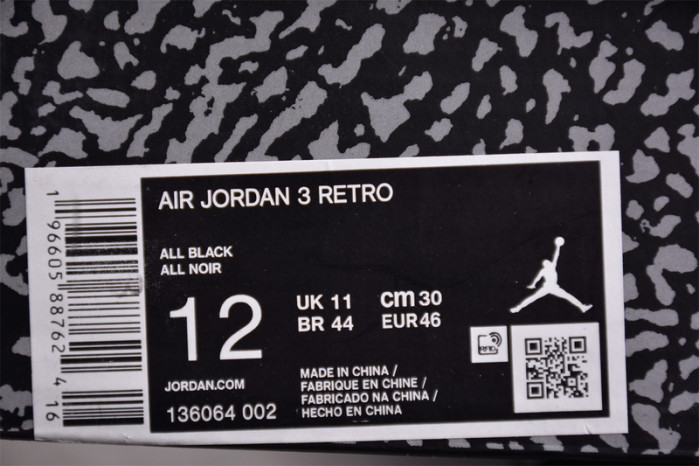 AIR JORDAN 3 RETRO
ALL BLACK
ALL NOIR
12
UK 11
cm 30
BR 44
EUR 46
JORDAN.COM
136064 002
MADE IN CHINA /
FABRIQUE EN CHINE /
FABRICADO NA CHINA /
HECHO EN CHINA
1 96605 88762 4 16